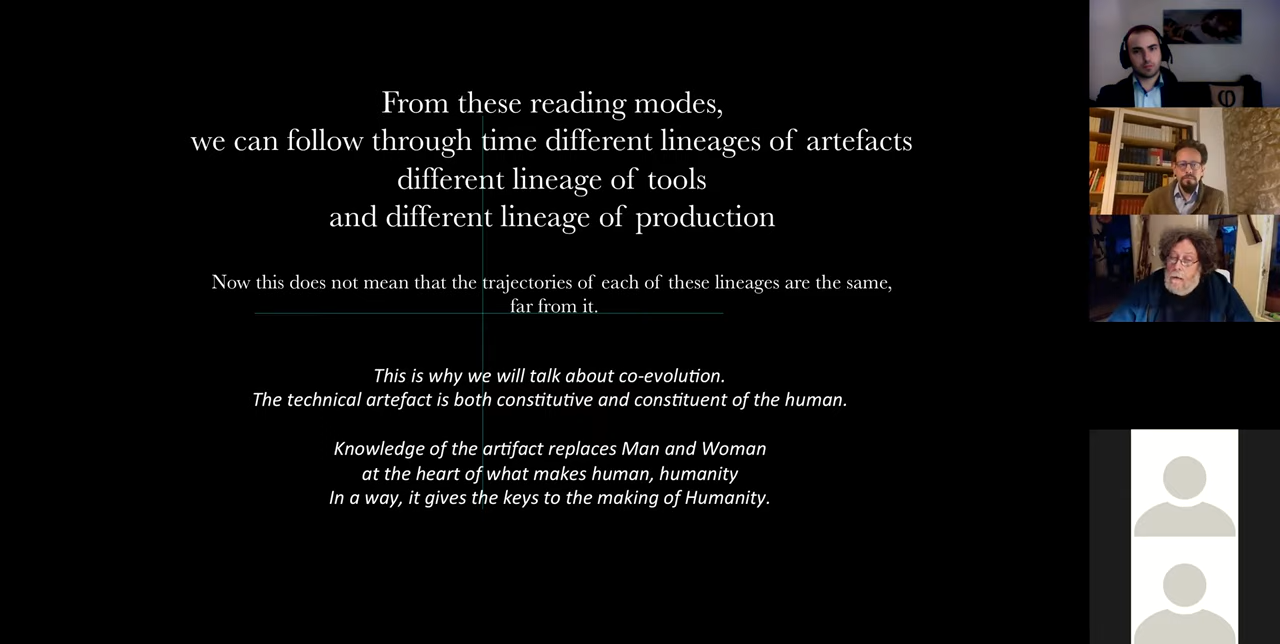 From these reading modes,
we can follow through time different lineages of artefacts
different lineage of tools
and different lineage of production
Now this does not mean that the trajectories of each of these lineages are the same,
far from it.
This is why we will talk about co-evolution.
The technical artefact is both constitutive and constituent of the human.
Knowledge of the artifact replaces Man and Woman
at the heart of what makes human, humanity
In a way, it gives the keys to the making of Humanity.
φ